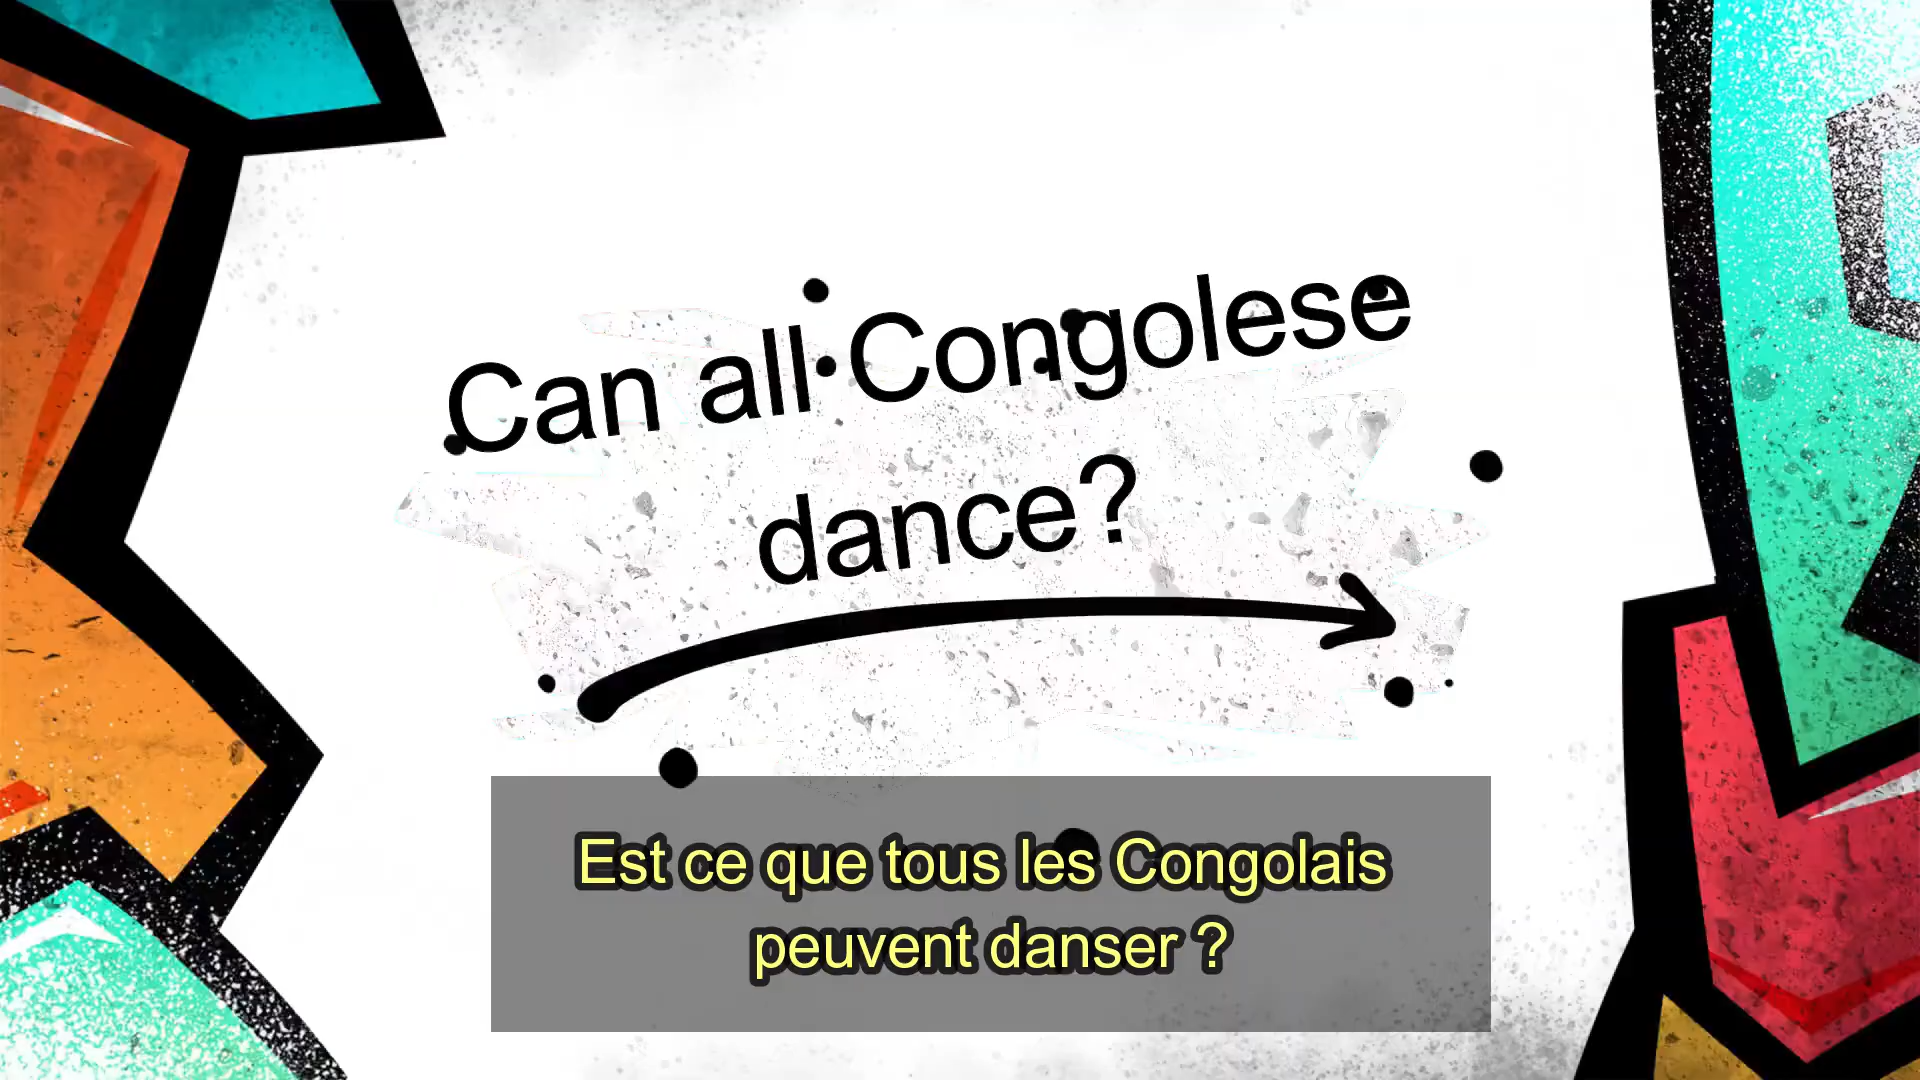 Can all Congolese
dance?
Est ce que tous les Congolais
peuvent danser ?